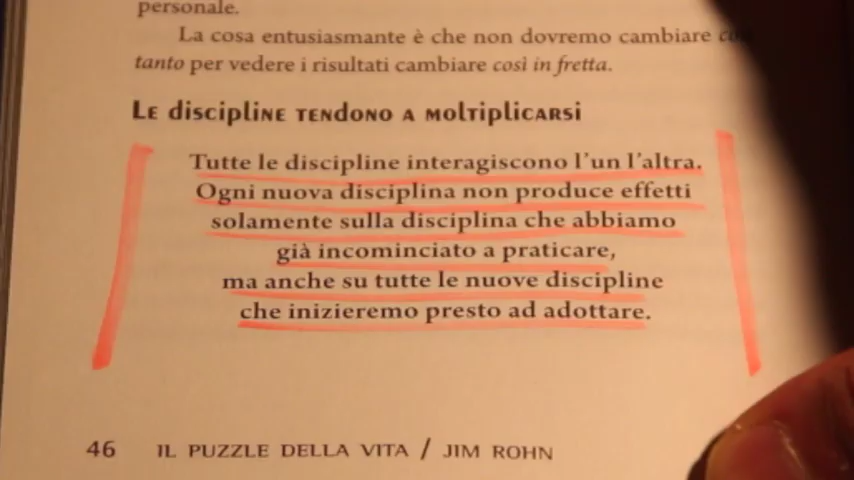 personale.
La cosa entusiasmante è che non dovremo cambiare
tanto per vedere i risultati cambiare così in fretta.
Le discipline tendono a moltiplicarsi
Tutte le discipline interagiscono l'un l'altra.
Ogni nuova disciplina non produce effetti
solamente sulla disciplina che abbiamo
già incominciato a praticare,
ma anche su tutte le nuove discipline
che inizieremo presto ad adottare.
46 IL PUZZLE DELLA VITA / JIM ROHN